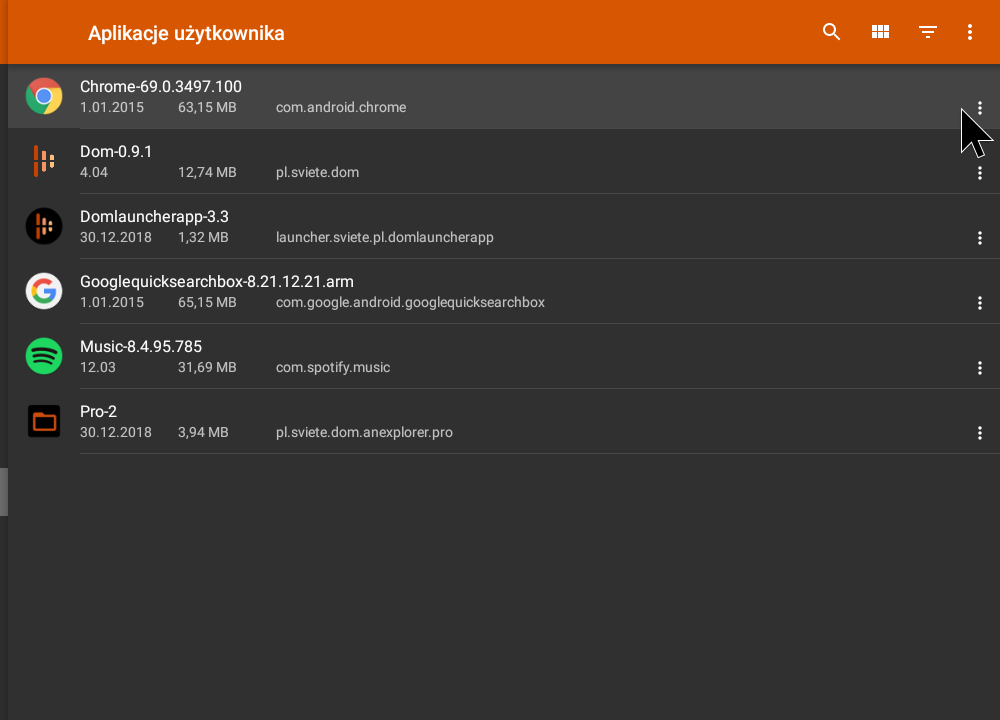 Aplikacje użytkownika
Chrome-69.0.3497.100
1.01.2015 63,15 MB com.android.chrome
Dom-0.9.1
4.04 12,74 MB pl.sviete.dom
Domlauncherapp-3.3
30.12.2018 1,32 MB launcher.sviete.pl.domlauncherapp
Googlequicksearchbox-8.21.12.21.arm
1.01.2015 65,15 MB com.google.android.googlequicksearchbox
Music-8.4.95.785
12.03 31,69 MB com.spotify.music
Pro-2
30.12.2018 3,94 MB pl.sviete.dom.anexplorer.pro